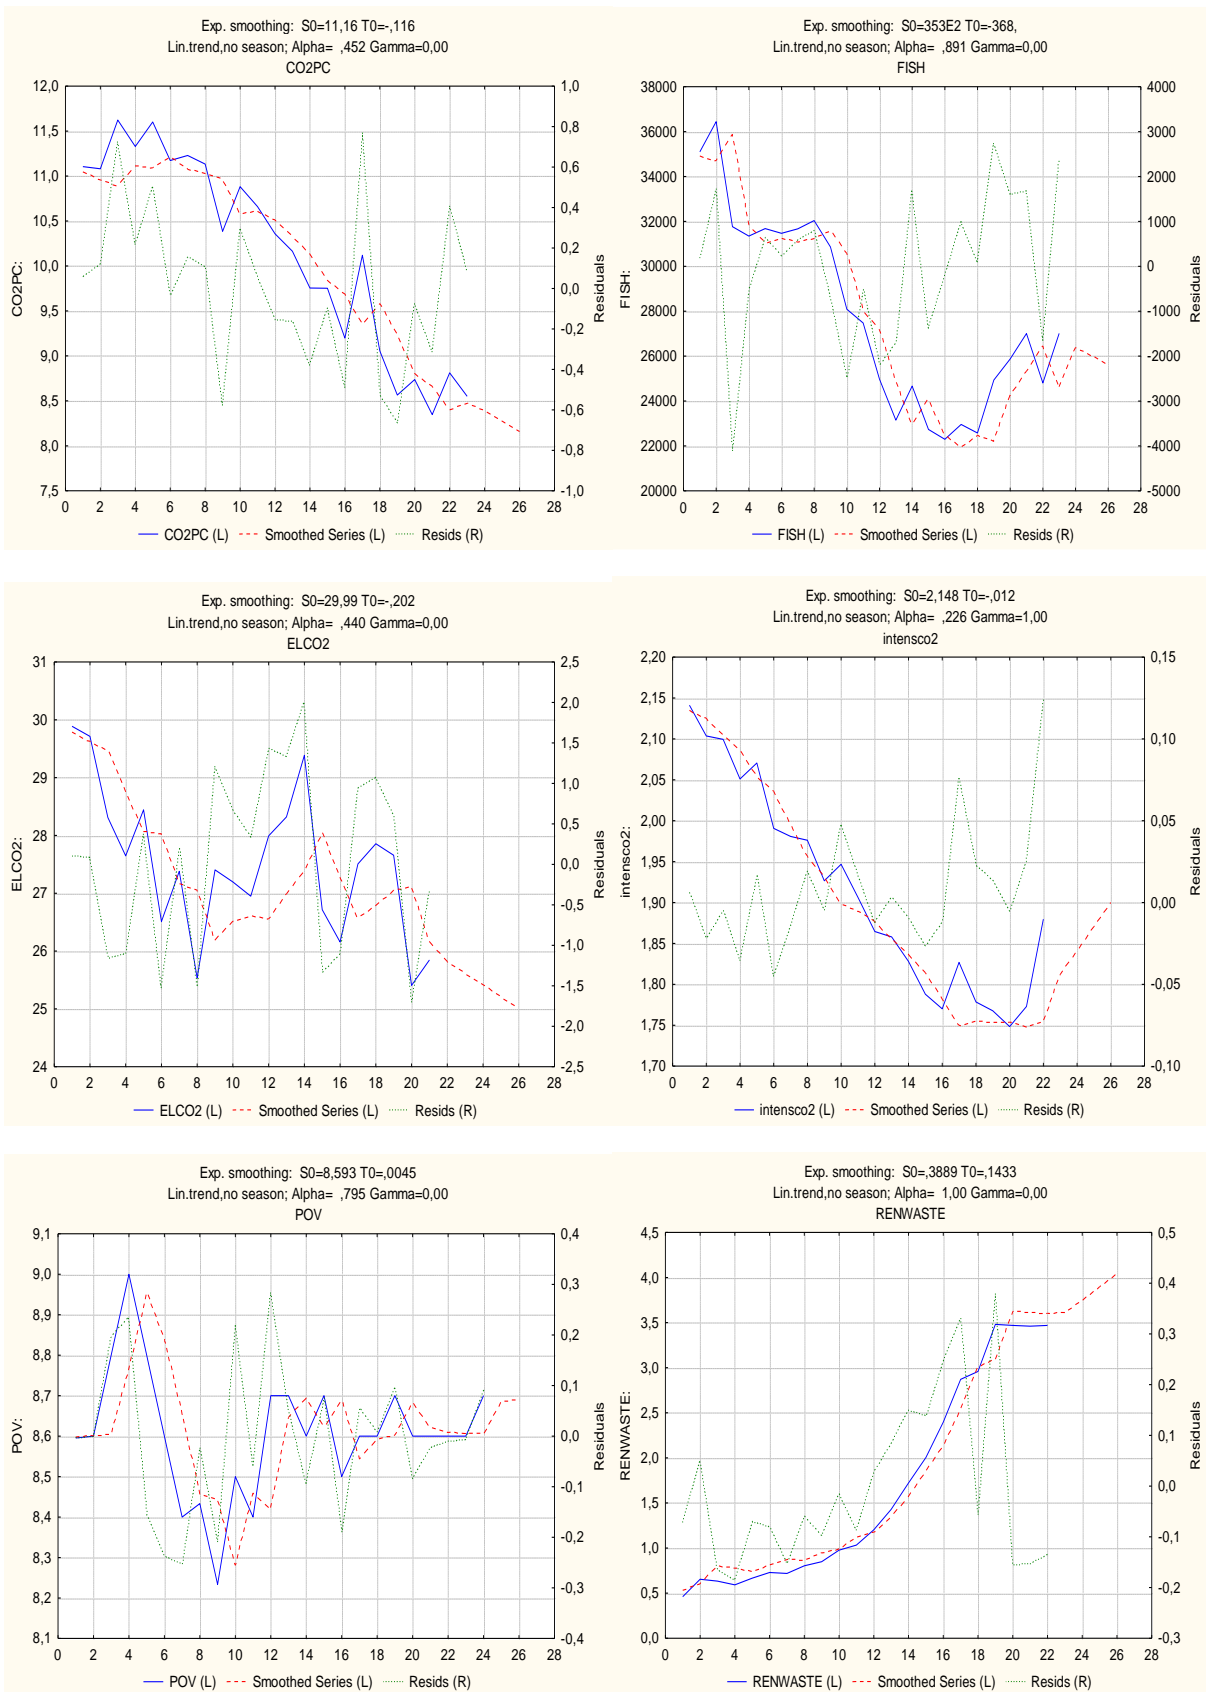 Exp. smoothing: S0=11,16 T0=-,116
Lin.trend,no season; Alpha= ,452 Gamma=0,00
CO2PC
12,0
11,5
11,0
10,5
10,0
9,5
9,0
8,5
8,0
7,5
CO2PC:
1,0
0,8
0,6
0,4
0,2
0,0
-0,2
-0,4
-0,6
-0,8
-1,0
Residuals
0 2 4 6 8 10 12 14 16 18 20 22 24 26 28
CO2PC (L) Smoothed Series (L) Resids (R)
Exp. smoothing: S0=353E2 T0=-368,
Lin.trend,no season; Alpha= ,891 Gamma=0,00
FISH
38000
36000
34000
32000
30000
28000
26000
24000
22000
20000
FISH:
4000
3000
2000
1000
0
-1000
-2000
-3000
-4000
-5000
Residuals
0 2 4 6 8 10 12 14 16 18 20 22 24 26 28
FISH (L) Smoothed Series (L) Resids (R)
Exp. smoothing: S0=29,99 T0=-,202
Lin.trend,no season; Alpha= ,440 Gamma=0,00
ELCO2
31
30
29
28
27
26
25
24
ELCO2:
2,5
2,0
1,5
1,0
0,5
0,0
-0,5
-1,0
-1,5
-2,0
-2,5
Residuals
0 2 4 6 8 10 12 14 16 18 20 22 24 26 28
ELCO2 (L) Smoothed Series (L) Resids (R)
Exp. smoothing: S0=2,148 T0=-,012
Lin.trend,no season; Alpha= ,226 Gamma=1,00
intensco2
2,20
2,15
2,10
2,05
2,00
1,95
1,90
1,85
1,80
1,75
1,70
intensco2:
0,15
0,10
0,05
0,00
-0,05
-0,10
Residuals
0 2 4 6 8 10 12 14 16 18 20 22 24 26 28
intensco2 (L) Smoothed Series (L) Resids (R)
Exp. smoothing: S0=8,593 T0=,0045
Lin.trend,no season; Alpha= ,795 Gamma=0,00
POV
9,1
9,0
8,9
8,8
8,7
8,6
8,5
8,4
8,3
8,2
8,1
POV:
0,4
0,3
0,2
0,1
0,0
-0,1
-0,2
-0,3
-0,4
Residuals
0 2 4 6 8 10 12 14 16 18 20 22 24 26 28
POV (L) Smoothed Series (L) Resids (R)
Exp. smoothing: S0=,3889 T0=,1433
Lin.trend,no season; Alpha= 1,00 Gamma=0,00
RENWASTE
4,5
4,0
3,5
3,0
2,5
2,0
1,5
1,0
0,5
0,0
RENWASTE:
0,5
0,4
0,3
0,2
0,1
0,0
-0,1
-0,2
-0,3
Residuals
0 2 4 6 8 10 12 14 16 18 20 22 24 26 28
RENWASTE (L) Smoothed Series (L) Resids (R)